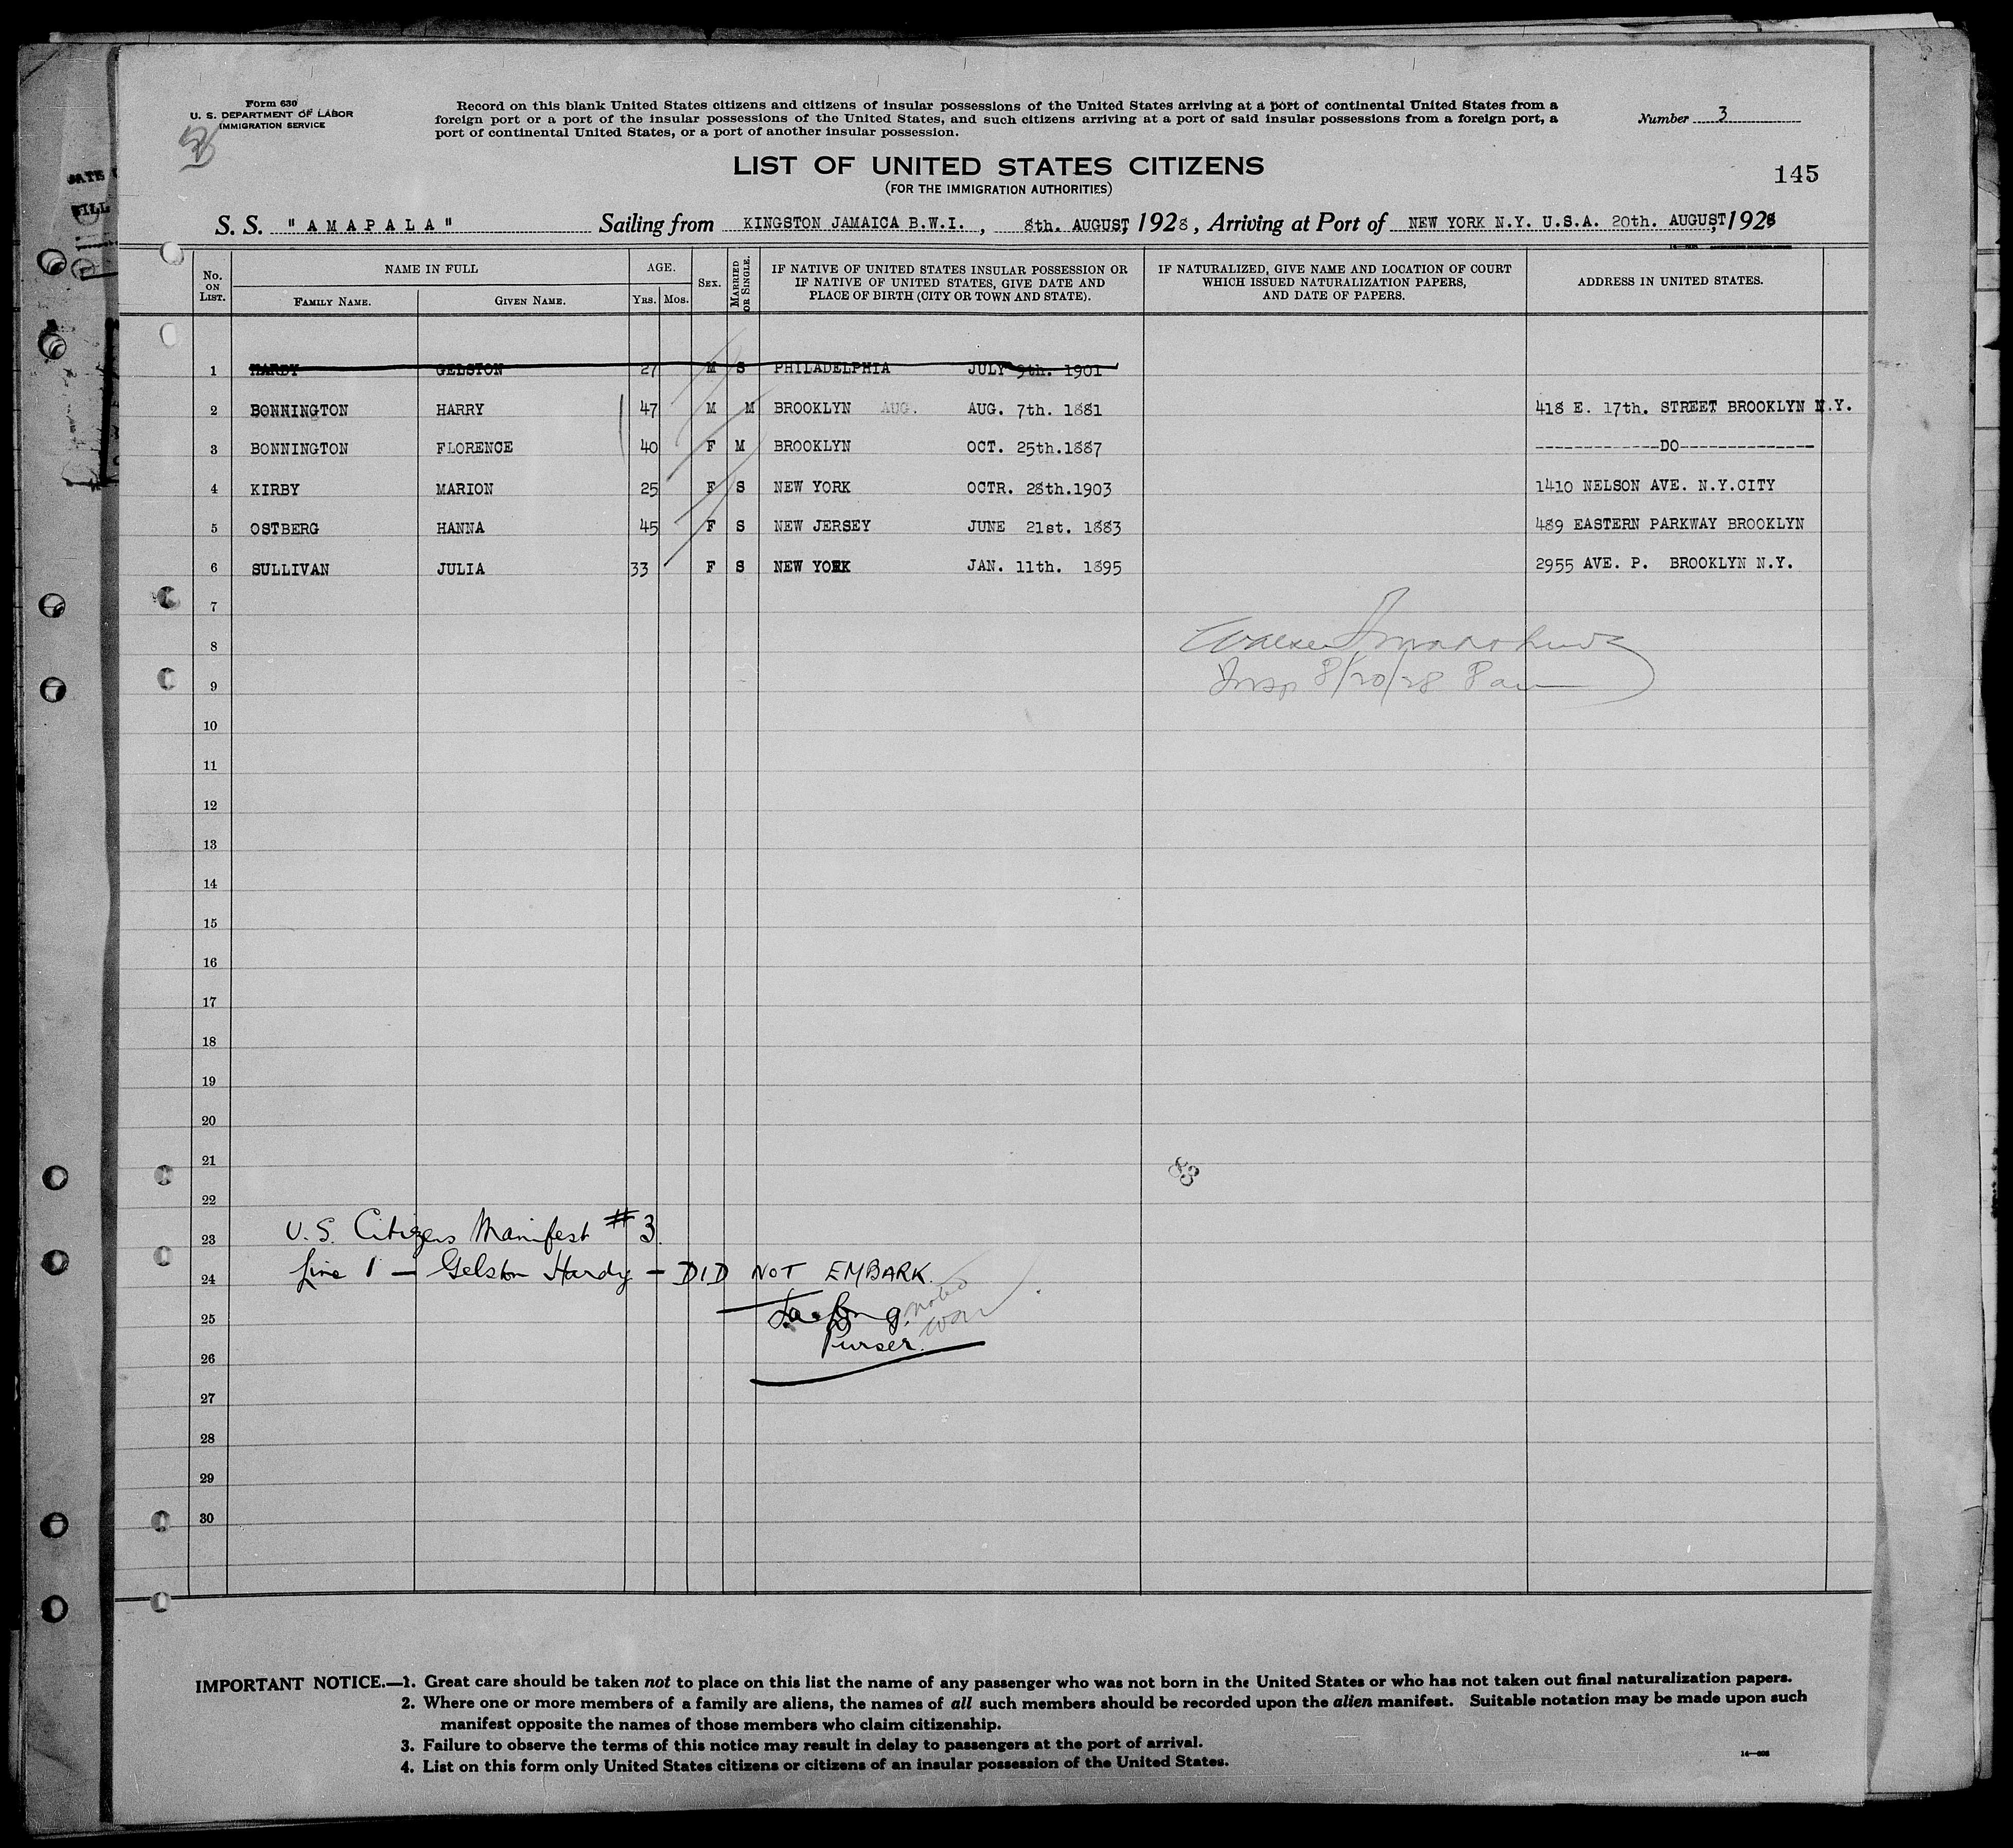 Form 630
U. S. DEPARTMENT OF LABOR
IMMIGRATION SERVICE
Record on this blank United States citizens and citizens of insular possessions of the United States arriving at a port of continental United States from a
foreign port or a port of the insular possessions of the United States, and such citizens arriving at a port of said insular possessions from a foreign port, a
port of continental United States, or a port of another insular possession.
Number 3
LIST OF UNITED STATES CITIZENS
(FOR THE IMMIGRATION AUTHORITIES)
145
S. S. "AMAPALA" Sailing from KINGSTON JAMAICA B.W.I. , 8th. AUGUST, 1928, Arriving at Port of NEW YORK N.Y. U.S.A. 20th. AUGUST, 1928
No. ON LIST. NAME IN FULL FAMILY NAME. GIVEN NAME. AGE. YRS. MOS. SEX. MARRIED OR SINGLE. IF NATIVE OF UNITED STATES INSULAR POSSESSION OR IF NATIVE OF UNITED STATES, GIVE DATE AND PLACE OF BIRTH (CITY OR TOWN AND STATE). IF NATURALIZED, GIVE NAME AND LOCATION OF COURT WHICH ISSUED NATURALIZATION PAPERS, AND DATE OF PAPERS. ADDRESS IN UNITED STATES.
1 HARDY GELSTON 27 M S PHILADELPHIA JULY 9th. 1901
2 BONNINGTON HARRY 47 M M BROOKLYN AUG. AUG. 7th. 1881 418 E. 17th. STREET BROOKLYN N.Y.
3 BONNINGTON FLORENCE 40 F M BROOKLYN OCT. 25th.1887 -------------DO--------------
4 KIRBY MARION 25 F S NEW YORK OCTR. 28th.1903 1410 NELSON AVE. N.Y.CITY
5 OSTBERG HANNA 45 F S NEW JERSEY JUNE 21st. 1883 489 EASTERN PARKWAY BROOKLYN
6 SULLIVAN JULIA 33 F S NEW YORK JAN. 11th. 1895 2955 AVE. P. BROOKLYN N.Y.
7
8
Insp 8/20/28 8 am
9
10
11
12
13
14
15
16
17
18
19
20
21
22
23 U.S. Citizens Manifest #3.
24 Line 1 — Gelston Hardy — DID NOT EMBARK.
25 noted
Purser.
26
27
28
29
30
IMPORTANT NOTICE.—1. Great care should be taken not to place on this list the name of any passenger who was not born in the United States or who has not taken out final naturalization papers.
2. Where one or more members of a family are aliens, the names of all such members should be recorded upon the alien manifest. Suitable notation may be made upon such
manifest opposite the names of those members who claim citizenship.
3. Failure to observe the terms of this notice may result in delay to passengers at the port of arrival.
4. List on this form only United States citizens or citizens of an insular possession of the United States.